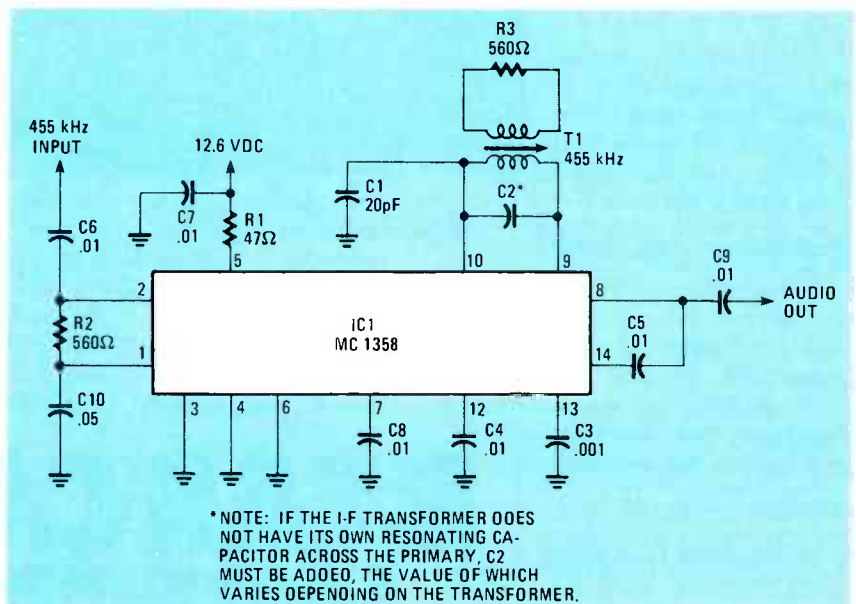 R3
560Ω
455 kHz
INPUT
12.6 VDC
T1
455 kHz
C1
20pF
C2*
C6
.01
C7
.01
R1
47Ω
5
10
9
C9
.01
2
8
AUDIO
OUT
R2
560Ω
IC1
MC 1358
C5
.01
1
14
C10
.05
3
4
6
7
12
13
C8
.01
C4
.01
C3
.001
*NOTE: IF THE I-F TRANSFORMER DOES
NOT HAVE ITS OWN RESONATING CA-
PACITOR ACROSS THE PRIMARY, C2
MUST BE ADDED, THE VALUE OF WHICH
VARIES DEPENDING ON THE TRANSFORMER.